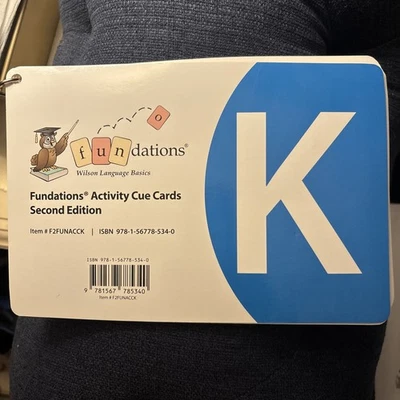 fundations®
Wilson Language Basics
Fundations® Activity Cue Cards
Second Edition
Item # F2FUNACCK | ISBN 978-1-56778-534-0
ISBN 978-1-56778-534-0
9 781567 785340
Item # F2FUNACCK
K